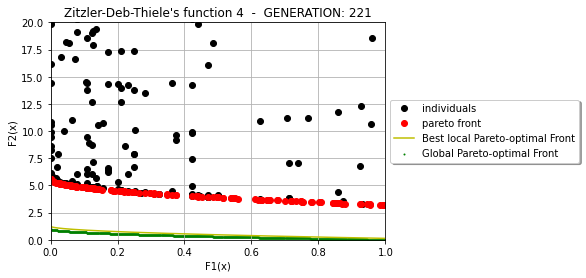 Zitzler-Deb-Thiele's function 4 - GENERATION: 221
20.0
17.5
15.0
12.5
10.0
7.5
5.0
2.5
0.0
F2(x)
0.0 0.2 0.4 0.6 0.8 1.0
F1(x)
individuals
pareto front
Best local Pareto-optimal Front
Global Pareto-optimal Front